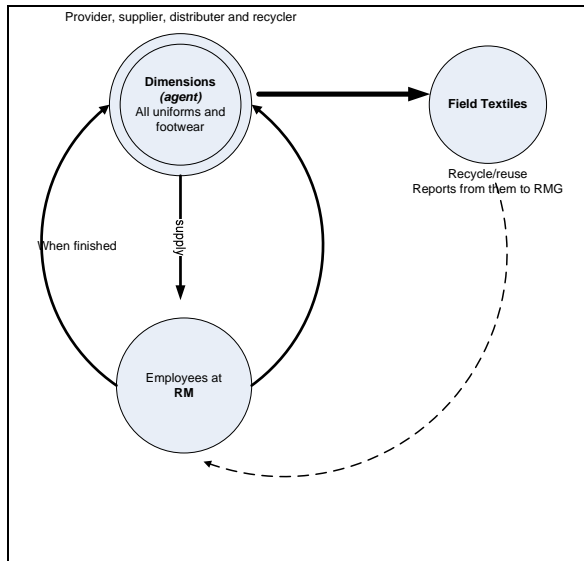 Provider, supplier, distributer and recycler
Dimensions
(agent)
All uniforms and
footwear
Field Textiles
Recycle/reuse
Reports from them to RMG
When finished
supply
Employees at
RM